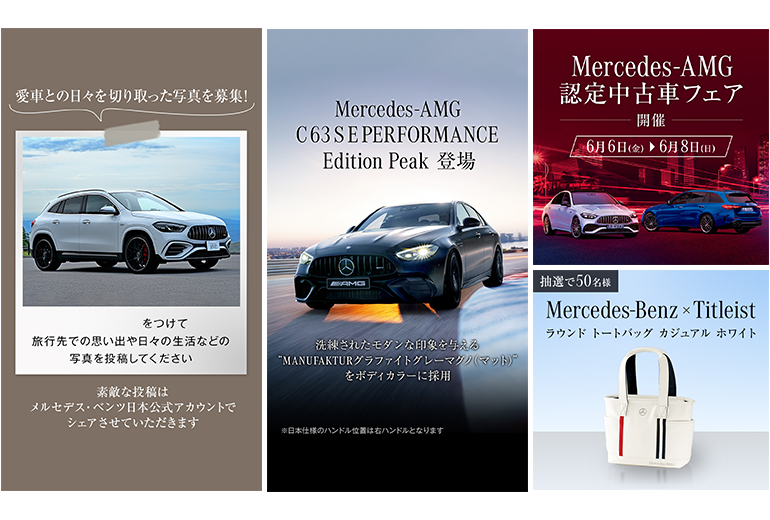 愛車との日々を切り取った写真を募集!
をつけて
旅行先での思い出や日々の生活などの
写真を投稿してください
素敵な投稿は
メルセデス・ベンツ日本公式アカウントで
シェアさせていただきます
Mercedes-AMG
C 63 S E PERFORMANCE
Edition Peak 登場
AMG
洗練されたモダンな印象を与える
“MANUFAKTURグラファイトグレーマグノ(マット)”
をボディカラーに採用
※日本仕様のハンドル位置は右ハンドルとなります
Mercedes-AMG
認定中古車フェア
開催
6月6日(金)▶6月8日(日)
抽選で50名様
Mercedes-Benz × Titleist
ラウンド トートバッグ カジュアル ホワイト